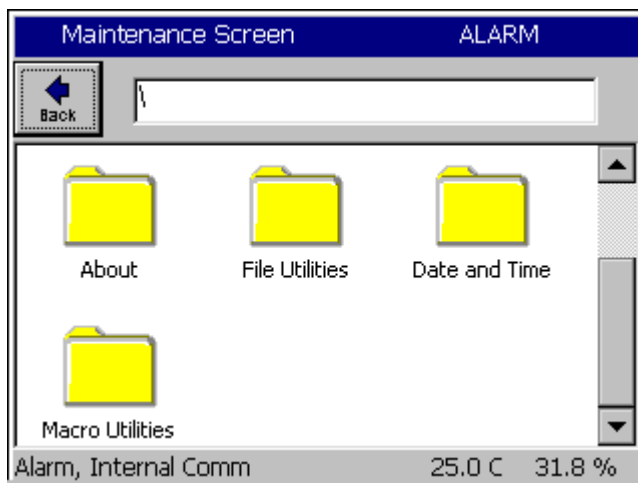 Maintenance Screen ALARM
Back
\
About File Utilities Date and Time
Macro Utilities
Alarm, Internal Comm 25.0 C 31.8 %